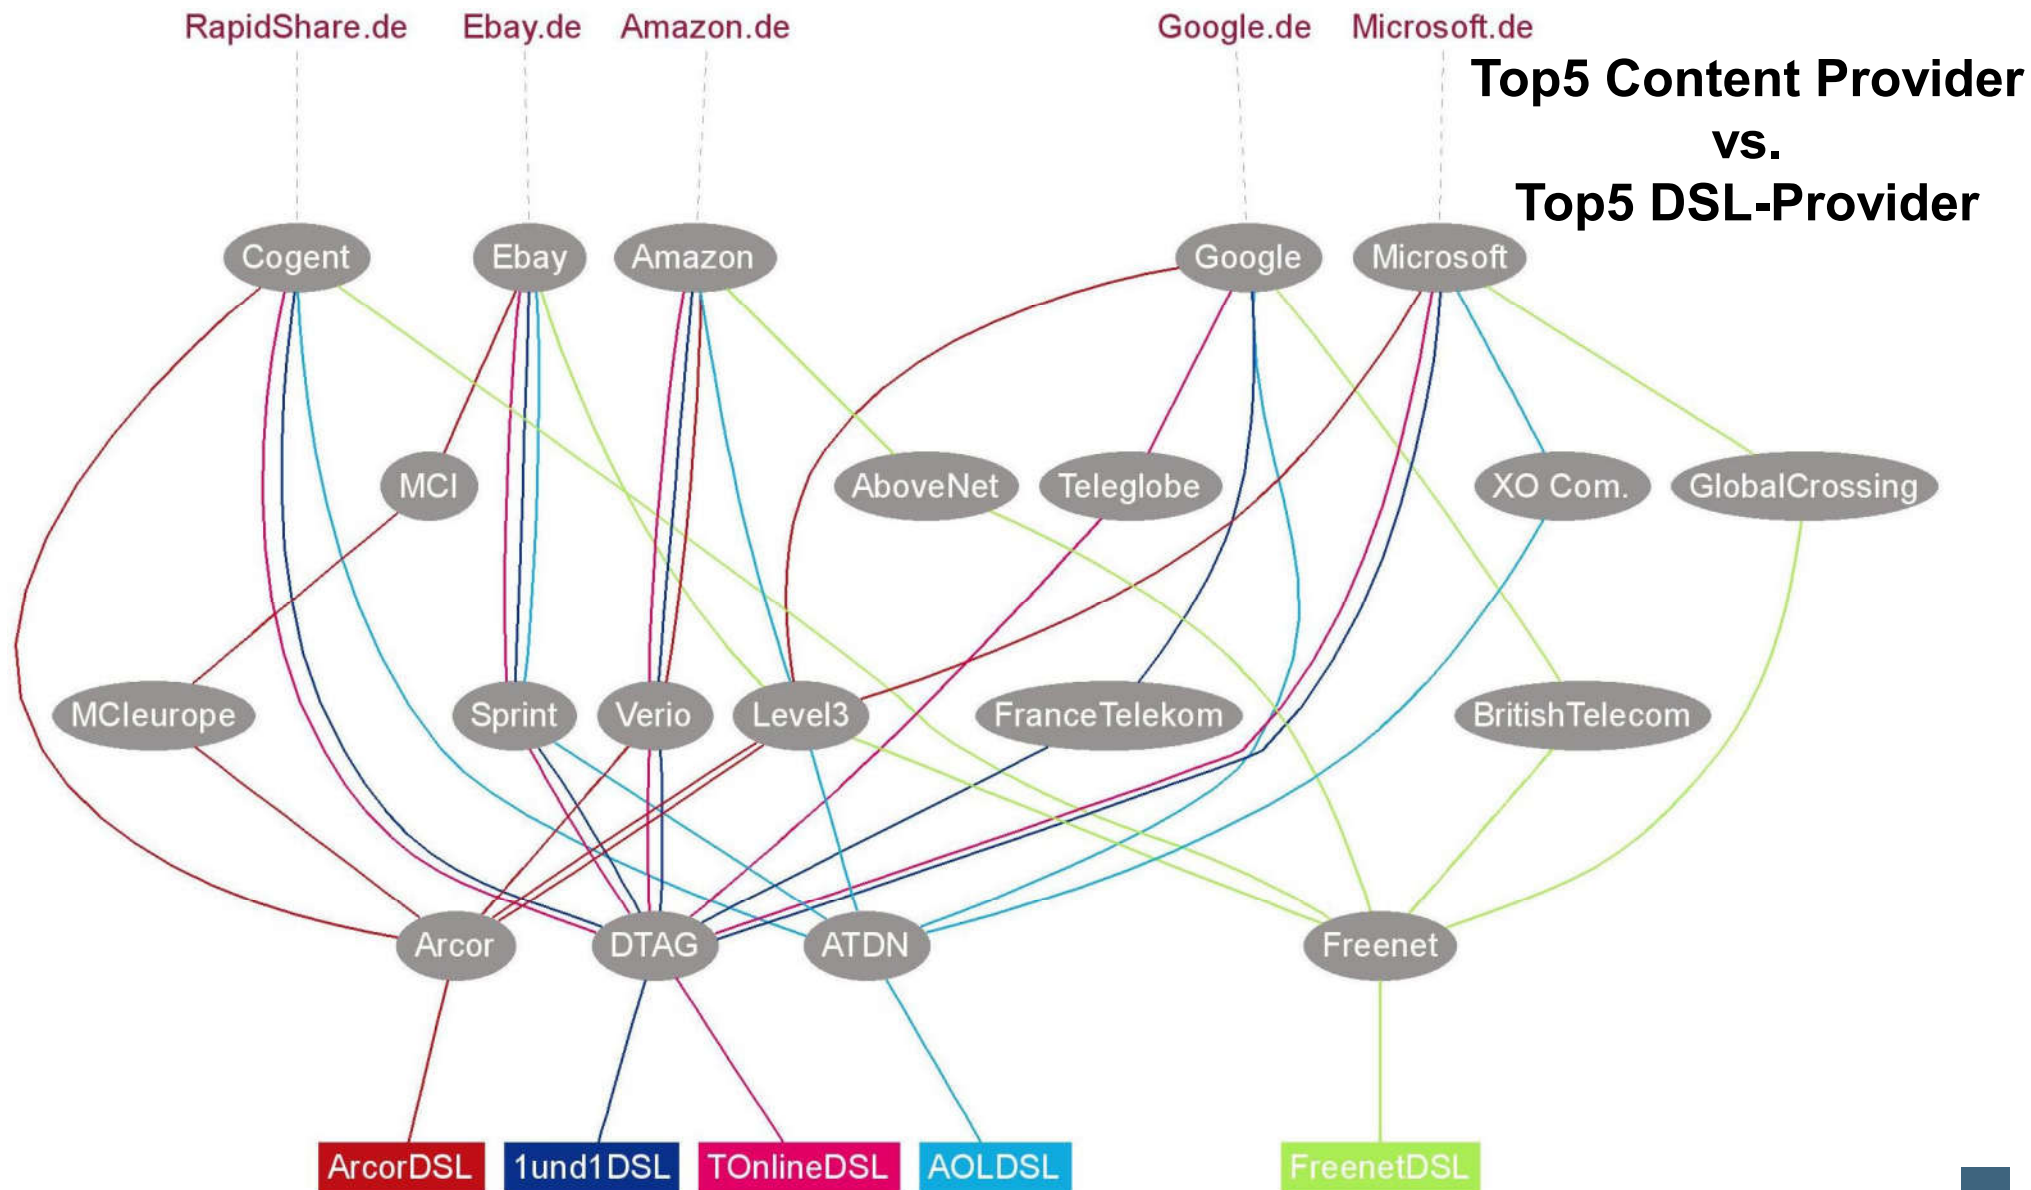 RapidShare.de Ebay.de Amazon.de Google.de Microsoft.de
Top5 Content Provider
vs.
Top5 DSL-Provider
Cogent Ebay Amazon Google Microsoft
MCI AboveNet Teleglobe XO Com. GlobalCrossing
MCIeurope Sprint Verio Level3 FranceTelekom BritishTelecom
Arcor DTAG ATDN Freenet
ArcorDSL 1und1DSL TOnlineDSL AOLDSL FreenetDSL